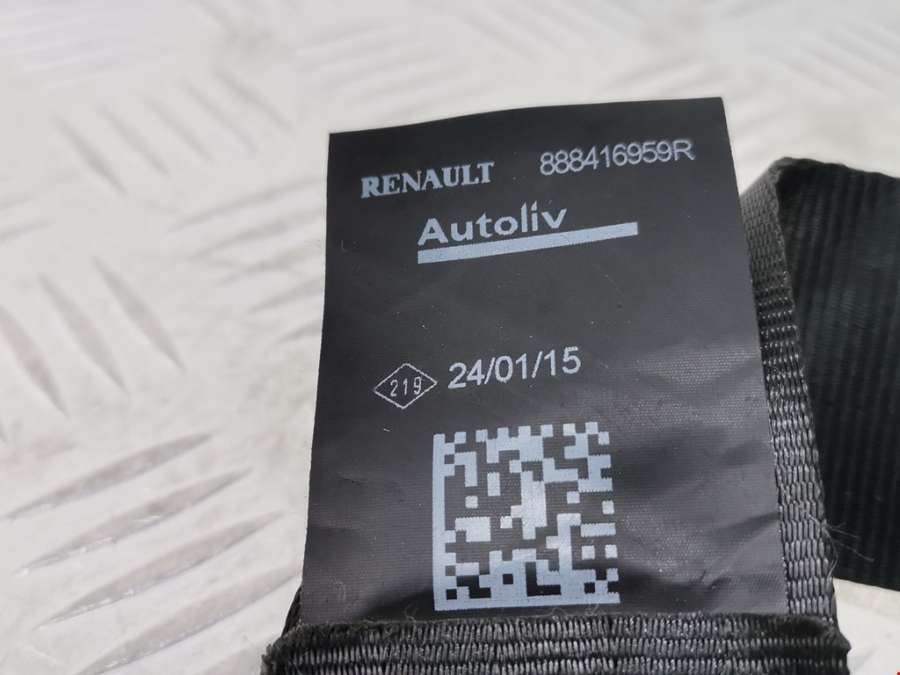 RENAULT 888416959R
Autoliv
219 24/01/15